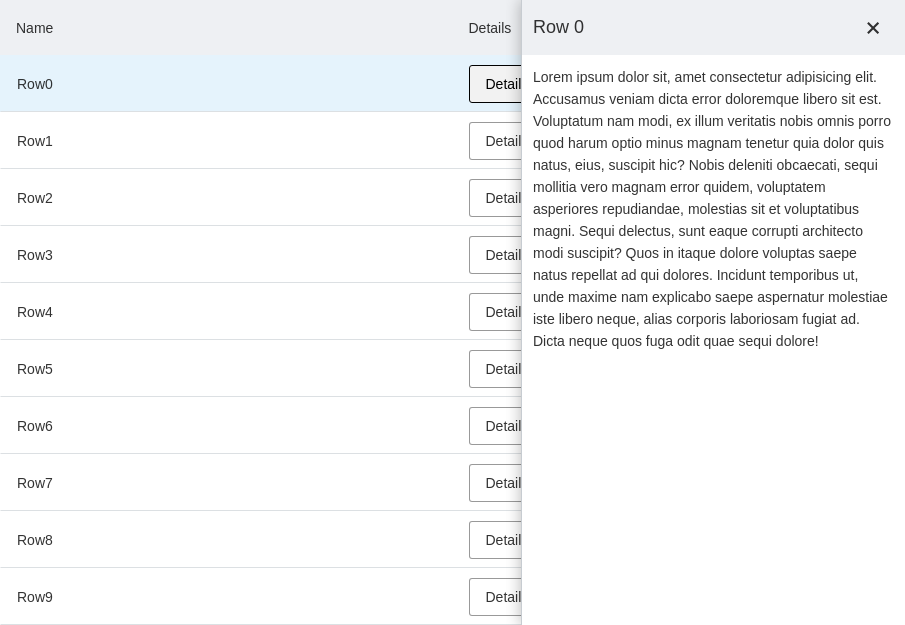 Name Details
Row0 Detail
Row1 Detail
Row2 Detail
Row3 Detail
Row4 Detail
Row5 Detail
Row6 Detail
Row7 Detail
Row8 Detail
Row9 Detail
Row 0
Lorem ipsum dolor sit, amet consectetur adipisicing elit.
Accusamus veniam dicta error doloremque libero sit est.
Voluptatum nam modi, ex illum veritatis nobis omnis porro
quod harum optio minus magnam tenetur quia dolor quis
natus, eius, suscipit hic? Nobis deleniti obcaecati, sequi
mollitia vero magnam error quidem, voluptatem
asperiores repudiandae, molestias sit et voluptatibus
magni. Sequi delectus, sunt eaque corrupti architecto
modi suscipit? Quos in itaque dolore voluptas saepe
natus repellat ad qui dolores. Incidunt temporibus ut,
unde maxime nam explicabo saepe aspernatur molestiae
iste libero neque, alias corporis laboriosam fugiat ad.
Dicta neque quos fuga odit quae sequi dolore!